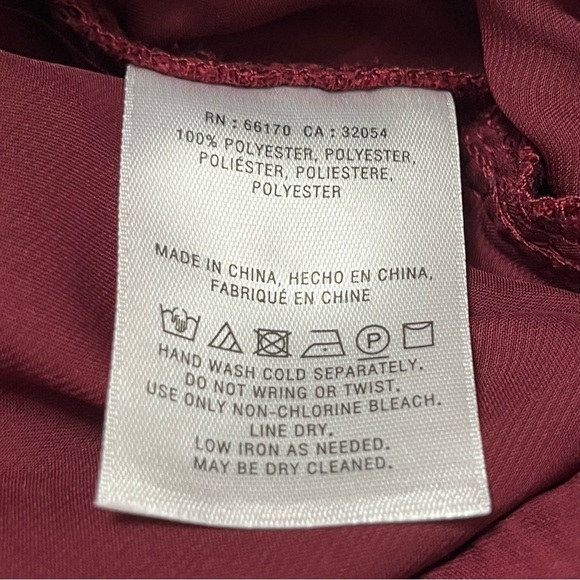 RN : 66170 CA : 32054
100% POLYESTER, POLYESTER,
POLIÉSTER, POLIESTERE,
POLYESTER
MADE IN CHINA, HECHO EN CHINA,
FABRIQUÉ EN CHINE
P
HAND WASH COLD SEPARATELY.
DO NOT WRING OR TWIST.
USE ONLY NON-CHLORINE BLEACH.
LINE DRY.
LOW IRON AS NEEDED.
MAY BE DRY CLEANED.